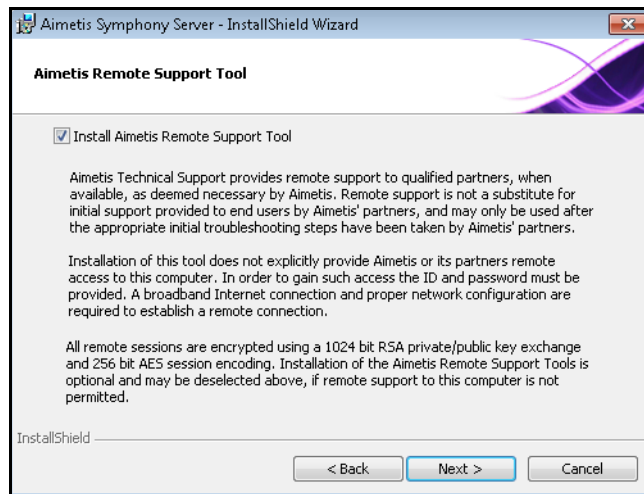 Aimetis Symphony Server - InstallShield Wizard
Aimetis Remote Support Tool
Install Aimetis Remote Support Tool
Aimetis Technical Support provides remote support to qualified partners, when
available, as deemed necessary by Aimetis. Remote support is not a substitute for
initial support provided to end users by Aimetis' partners, and may only be used after
the appropriate initial troubleshooting steps have been taken by Aimetis' partners.
Installation of this tool does not explicitly provide Aimetis or its partners remote
access to this computer. In order to gain such access the ID and password must be
provided. A broadband Internet connection and proper network configuration are
required to establish a remote connection.
All remote sessions are encrypted using a 1024 bit RSA private/public key exchange
and 256 bit AES session encoding. Installation of the Aimetis Remote Support Tools is
optional and may be deselected above, if remote support to this computer is not
permitted.
InstallShield
< Back Next > Cancel